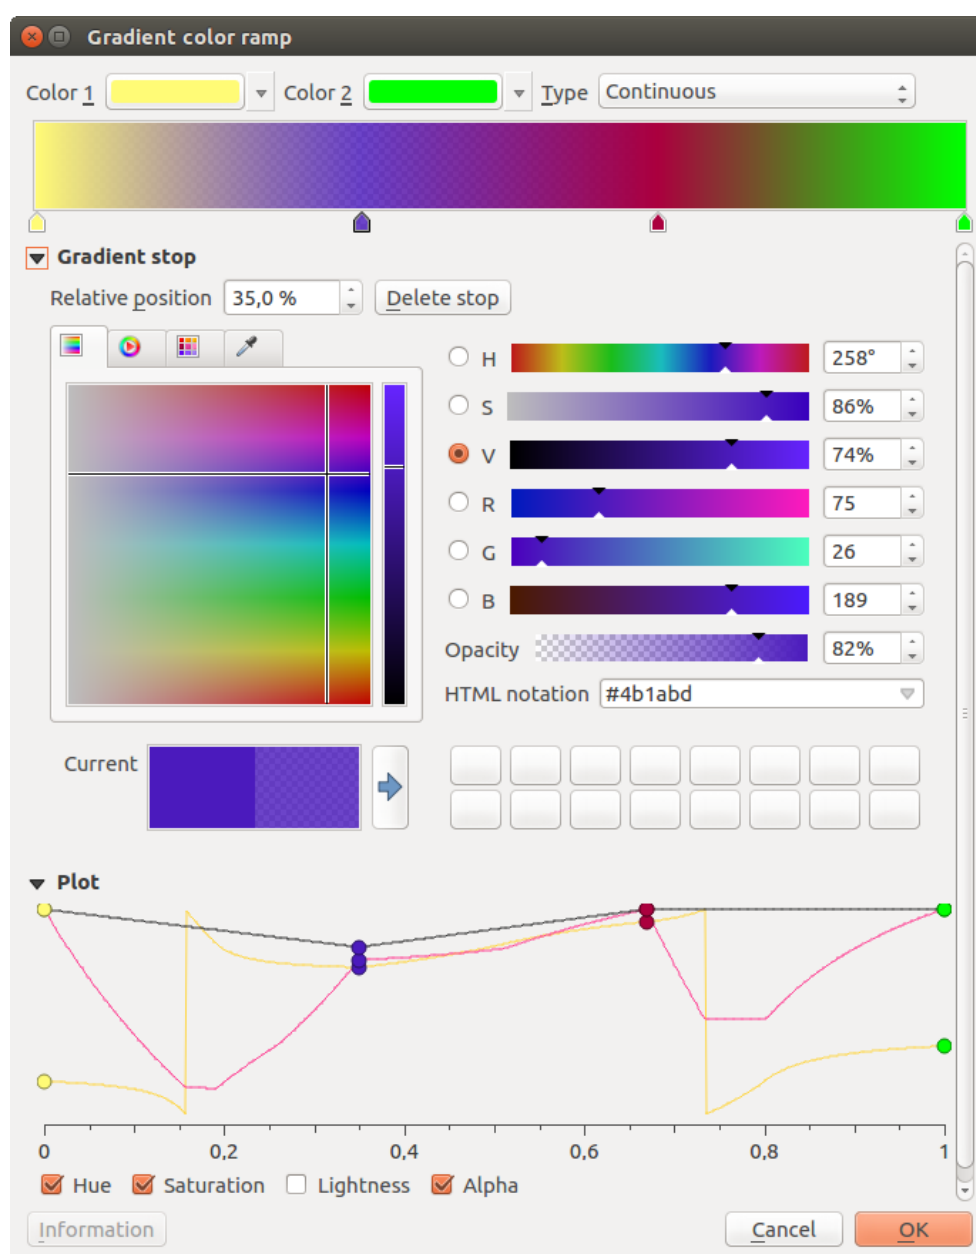 Gradient color ramp
Color 1 Color 2 Type Continuous
Gradient stop
Relative position 35,0 % Delete stop
H 258°
S 86%
V 74%
R 75
G 26
B 189
Opacity 82%
HTML notation #4b1abd
Current
Plot
0 0,2 0,4 0,6 0,8 1
Hue Saturation Lightness Alpha
Information Cancel OK